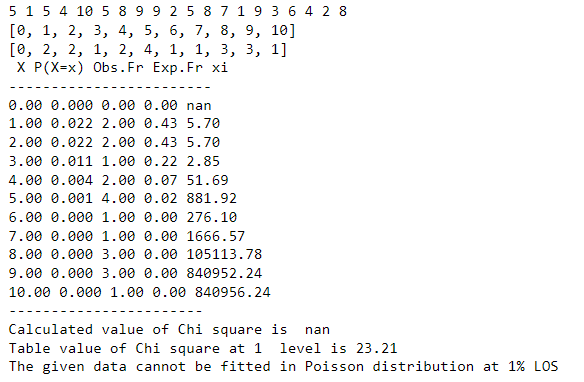 5 1 5 4 10 5 8 9 9 2 5 8 7 1 9 3 6 4 2 8
[0, 1, 2, 3, 4, 5, 6, 7, 8, 9, 10]
[0, 2, 2, 1, 2, 4, 1, 1, 3, 3, 1]
X P(X=x) Obs.Fr Exp.Fr xi
------------------------
0.00 0.000 0.00 0.00 nan
1.00 0.022 2.00 0.43 5.70
2.00 0.022 2.00 0.43 5.70
3.00 0.011 1.00 0.22 2.85
4.00 0.004 2.00 0.07 51.69
5.00 0.001 4.00 0.02 881.92
6.00 0.000 1.00 0.00 276.10
7.00 0.000 1.00 0.00 1666.57
8.00 0.000 3.00 0.00 105113.78
9.00 0.000 3.00 0.00 840952.24
10.00 0.000 1.00 0.00 840956.24
-----------------------
Calculated value of Chi square is  nan
Table value of Chi square at 1  level is 23.21
The given data cannot be fitted in Poisson distribution at 1% LOS